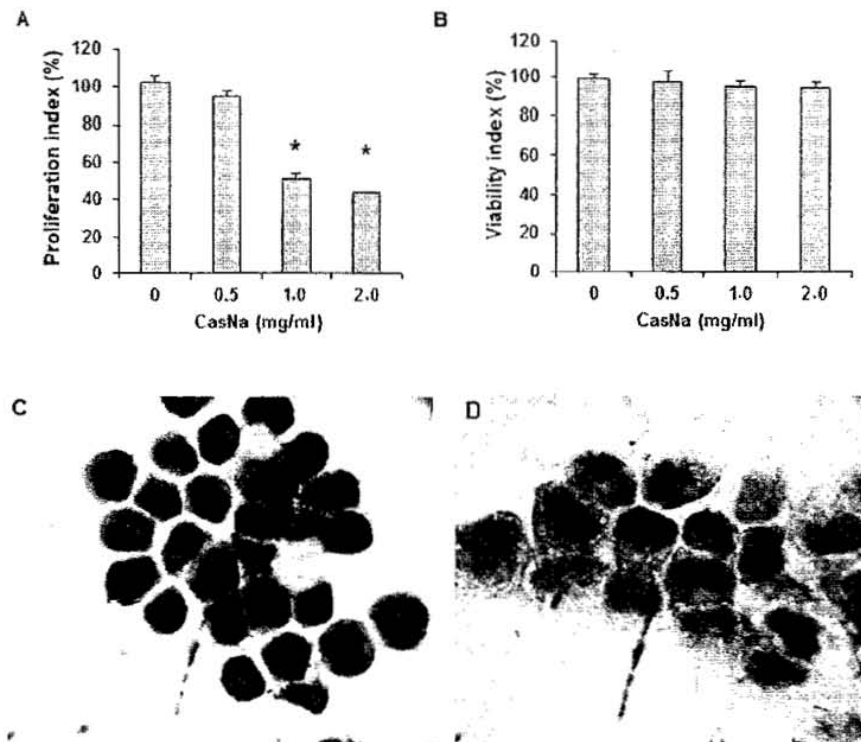 A
Proliferation index (%)
120
100
80
60
40
20
0
* *
0 0.5 1.0 2.0
CasNa (mg/ml)
B
Viability index (%)
120
100
80
60
40
20
0
0 0.5 1.0 2.0
CasNa (mg/ml)
C
D